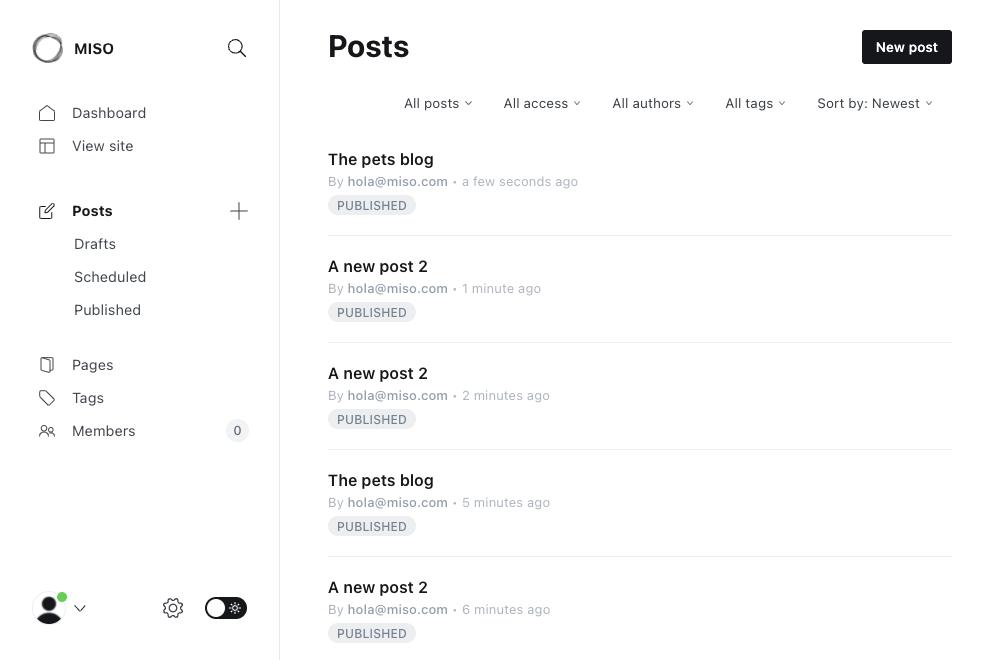 MISO
Dashboard
View site
Posts
Drafts
Scheduled
Published
Pages
Tags
Members 0
Posts
New post
All posts All access All authors All tags Sort by: Newest
The pets blog
By hola@miso.com • a few seconds ago
PUBLISHED
A new post 2
By hola@miso.com • 1 minute ago
PUBLISHED
A new post 2
By hola@miso.com • 2 minutes ago
PUBLISHED
The pets blog
By hola@miso.com • 5 minutes ago
PUBLISHED
A new post 2
By hola@miso.com • 6 minutes ago
PUBLISHED